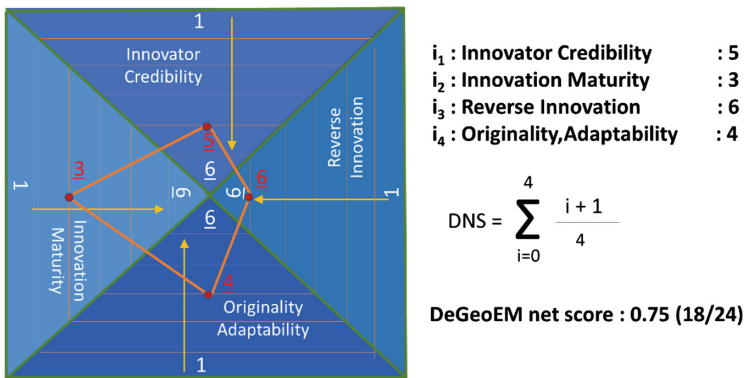 1
Innovator
Credibility
5
6
3
1
6
6
6
6
1
Reverse
Innovation
Innovation
Maturity
4
Originality
Adaptability
1
i₁ : Innovator Credibility : 5
i₂ : Innovation Maturity : 3
i₃ : Reverse Innovation : 6
i₄ : Originality,Adaptability : 4
4
DNS = Σ i + 1
4
i=0
DeGeoEM net score : 0.75 (18/24)